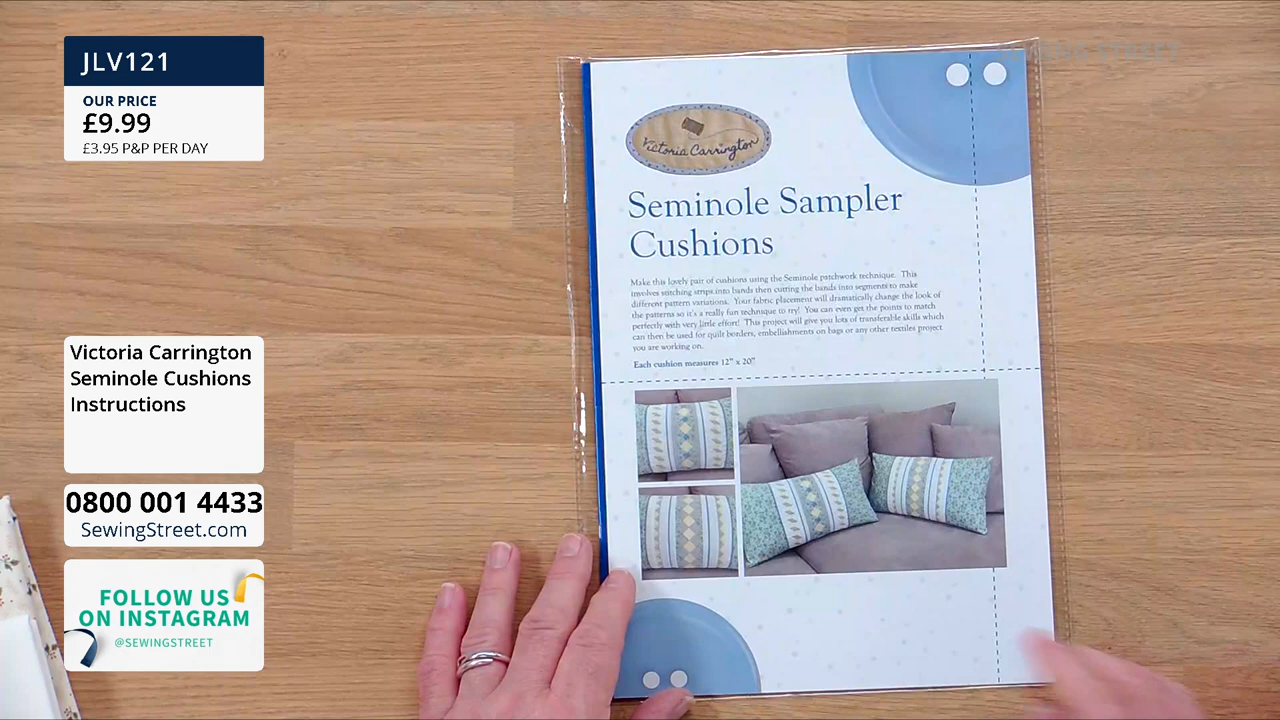 JLV121
OUR PRICE
£9.99
£3.95 P&P PER DAY
Victoria Carrington
Seminole Cushions
Instructions
0800 001 4433
SewingStreet.com
FOLLOW US
ON INSTAGRAM
@SEWINGSTREET
SEWING STREET
Victoria Carrington
Seminole Sampler
Cushions
Make this lovely pair of cushions using the Seminole patchwork technique. This
involves stitching strips into bands then cutting the bands into segments to make
different pattern variations. Your fabric placement will dramatically change the look of
the patterns so it's a really fun technique to try! You can even get the points to match
perfectly with very little effort! This project will give you lots of transferable skills which
can then be used for quilt borders, embellishments on bags or any other textiles project
you are working on.
Each cushion measures 12" x 20"